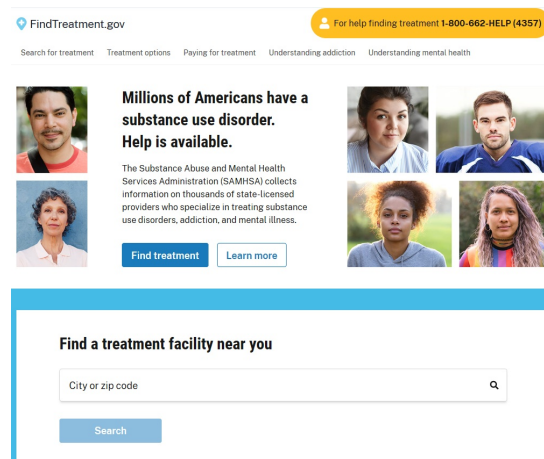 FindTreatment.gov
For help finding treatment 1-800-662-HELP (4357)
Search for treatment Treatment options Paying for treatment Understanding addiction Understanding mental health
Millions of Americans have a
substance use disorder.
Help is available.
The Substance Abuse and Mental Health
Services Administration (SAMHSA) collects
information on thousands of state-licensed
providers who specialize in treating substance
use disorders, addiction, and mental illness.
Find treatment Learn more
Find a treatment facility near you
City or zip code
Search